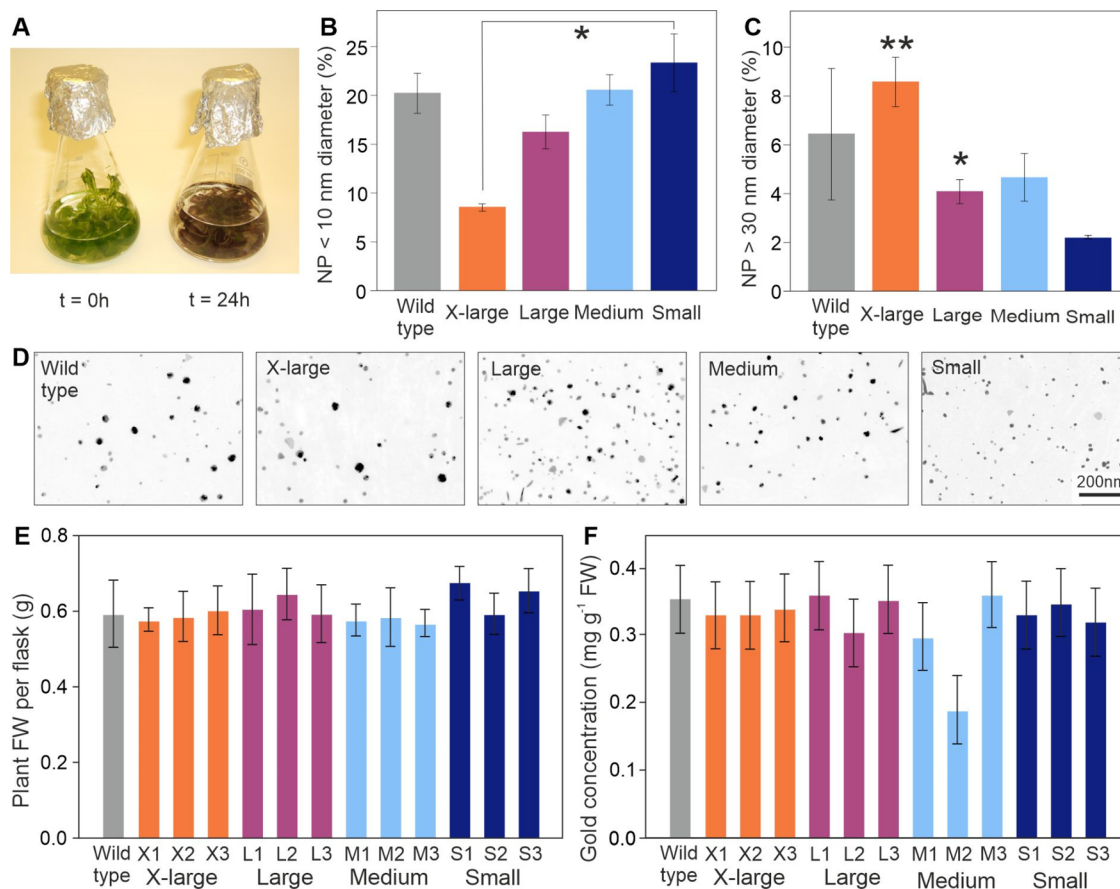 A
t = 0h
t = 24h
B
NP < 10 nm diameter (%)
25
20
15
10
5
0
*
Wild type
X-large
Large
Medium
Small
C
NP > 30 nm diameter (%)
10
8
6
4
2
0
**
*
Wild type
X-large
Large
Medium
Small
D
Wild type
X-large
Large
Medium
Small
200nm
E
Plant FW per flask (g)
0.8
0.6
0.4
0.2
0.0
Wild type
X1 X2 X3 L1 L2 L3 M1 M2 M3 S1 S2 S3
X-large Large Medium Small
F
Gold concentration (mg g⁻¹ FW)
0.4
0.3
0.2
0.1
0.0
Wild type
X1 X2 X3 L1 L2 L3 M1 M2 M3 S1 S2 S3
X-large Large Medium Small